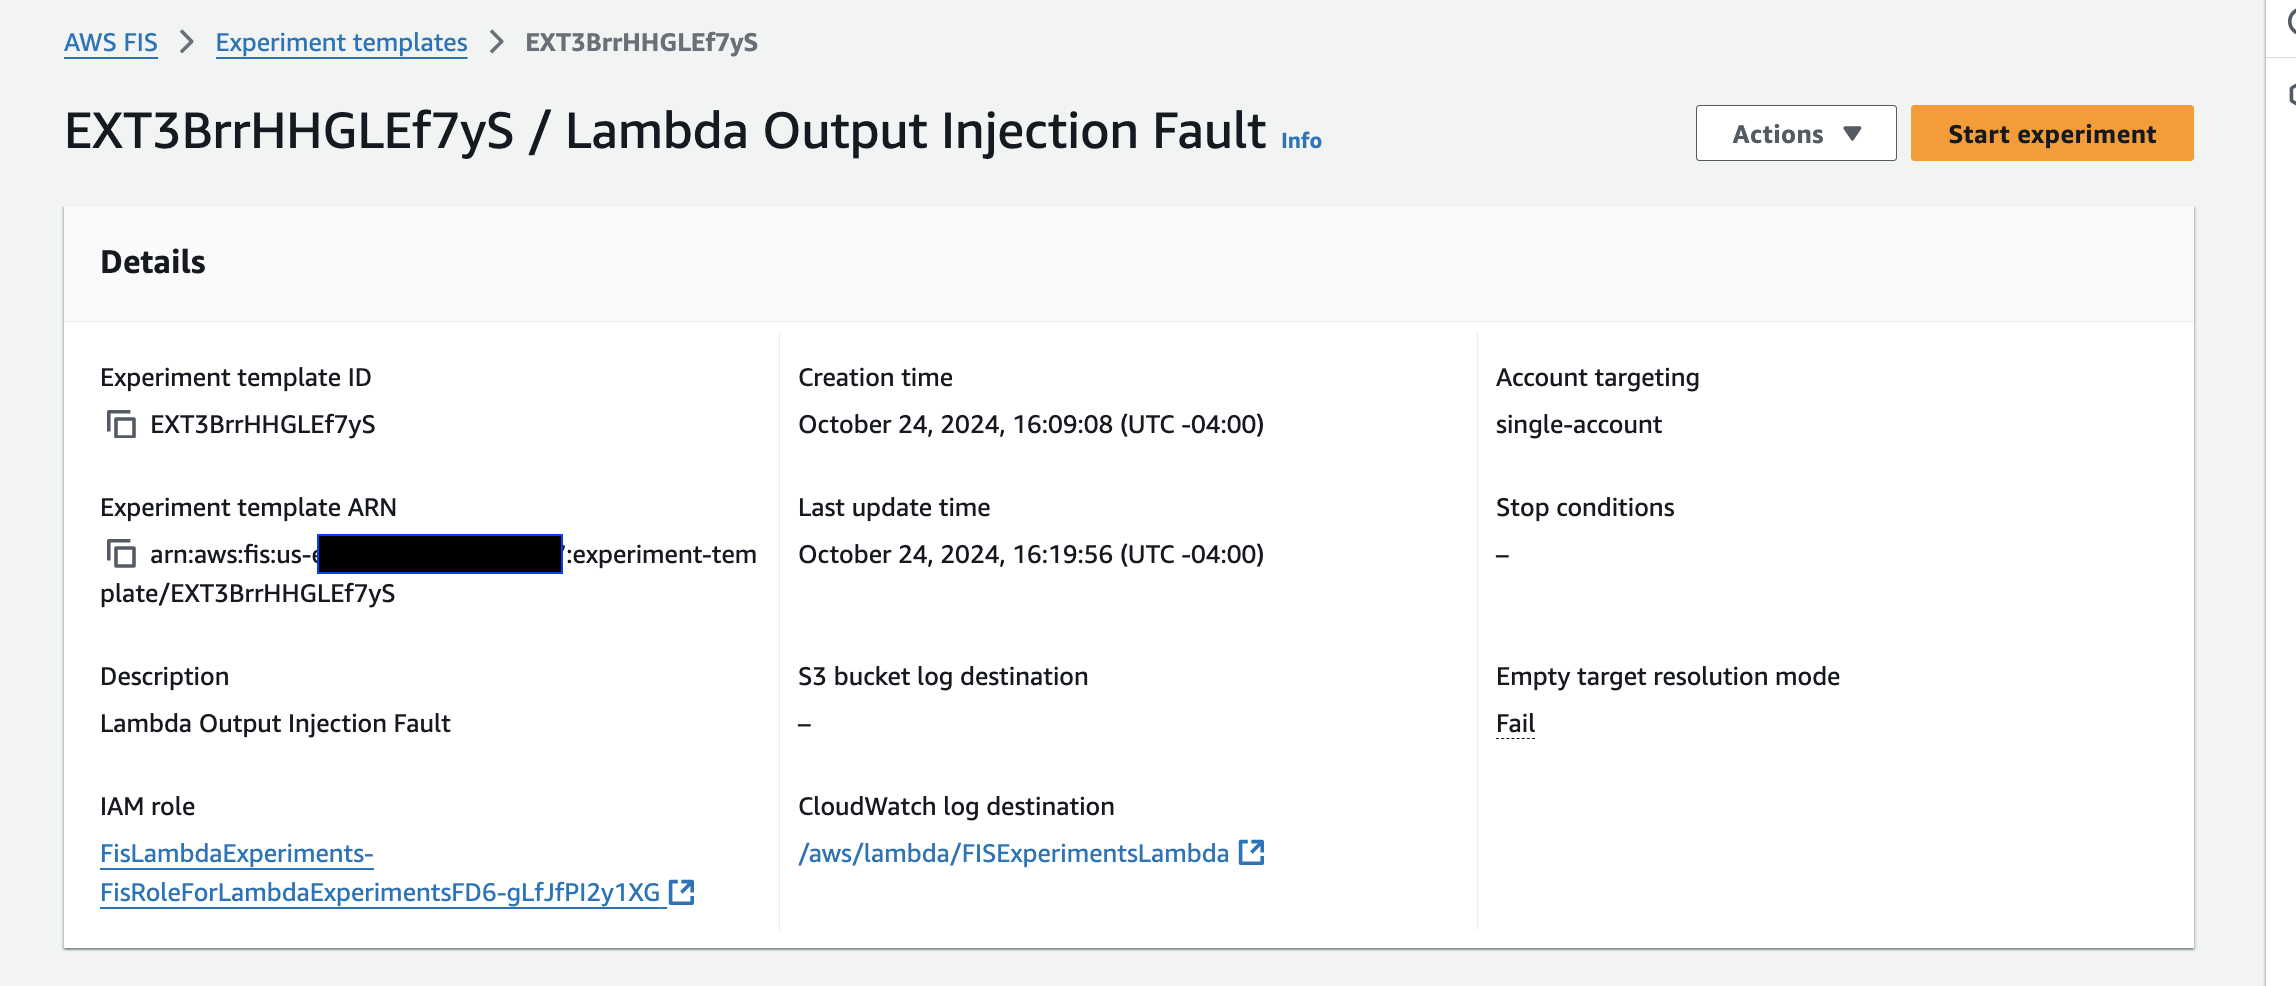 AWS FIS > Experiment templates > EXT3BrrHHGLEf7yS
EXT3BrrHHGLEf7yS / Lambda Output Injection Fault Info
Actions
Start experiment
Details
Experiment template ID
EXT3BrrHHGLEf7yS
Experiment template ARN
arn:aws:fis:us-e :experiment-tem
plate/EXT3BrrHHGLEf7yS
Description
Lambda Output Injection Fault
IAM role
FisLambdaExperiments-
FisRoleForLambdaExperimentsFD6-gLfJfPI2y1XG
Creation time
October 24, 2024, 16:09:08 (UTC -04:00)
Last update time
October 24, 2024, 16:19:56 (UTC -04:00)
S3 bucket log destination
–
CloudWatch log destination
/aws/lambda/FISExperimentsLambda
Account targeting
single-account
Stop conditions
–
Empty target resolution mode
Fail